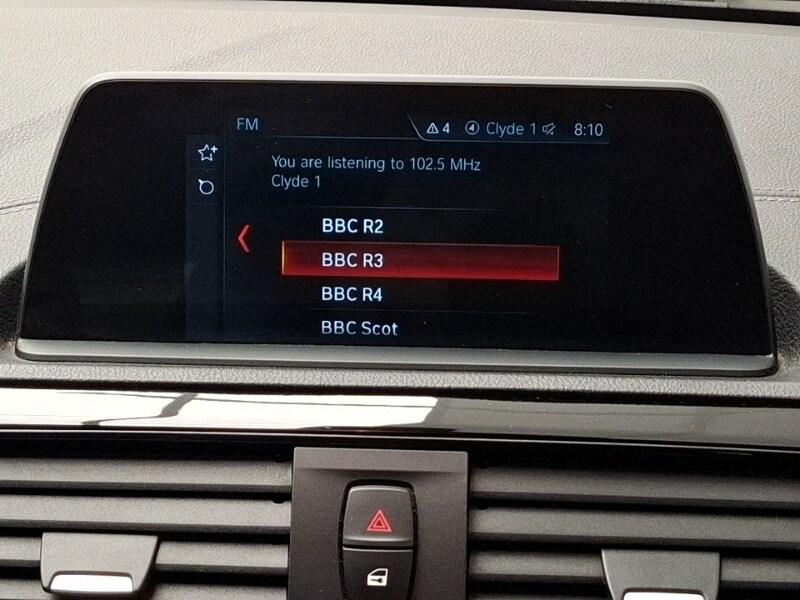 FM
4 Clyde 1 8:10
You are listening to 102.5 MHz
Clyde 1
BBC R2
BBC R3
BBC R4
BBC Scot